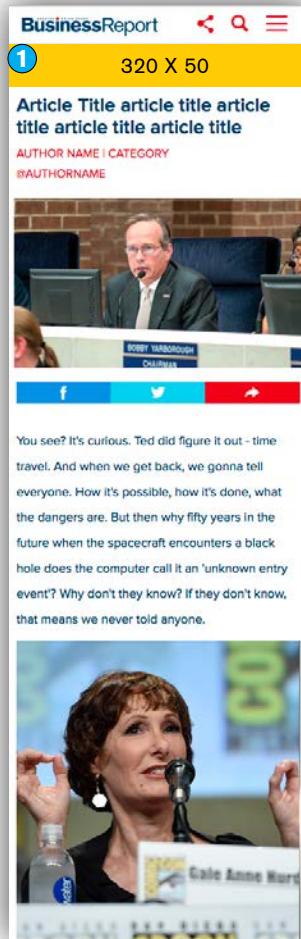 BusinessReport
1
320 X 50
Article Title article title article
title article title article title
AUTHOR NAME | CATEGORY
@AUTHORNAME
BOBBY YARBOROUGH
CHAIRMAN
You see? It's curious. Ted did figure it out - time
travel. And when we get back, we gonna tell
everyone. How it's possible, how it's done, what
the dangers are. But then why fifty years in the
future when the spacecraft encounters a black
hole does the computer call it an 'unknown entry
event'? Why don't they know? If they don't know,
that means we never told anyone.
Gale Anne Hurd
water